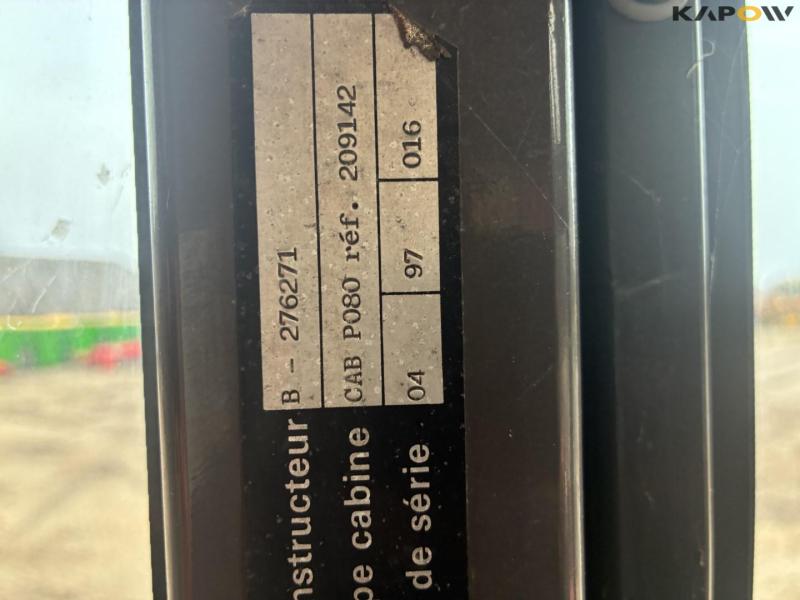 KAPOW
nstructeur B - 276271
pe cabine CAB P080 réf. 209142
de série 04 97 016